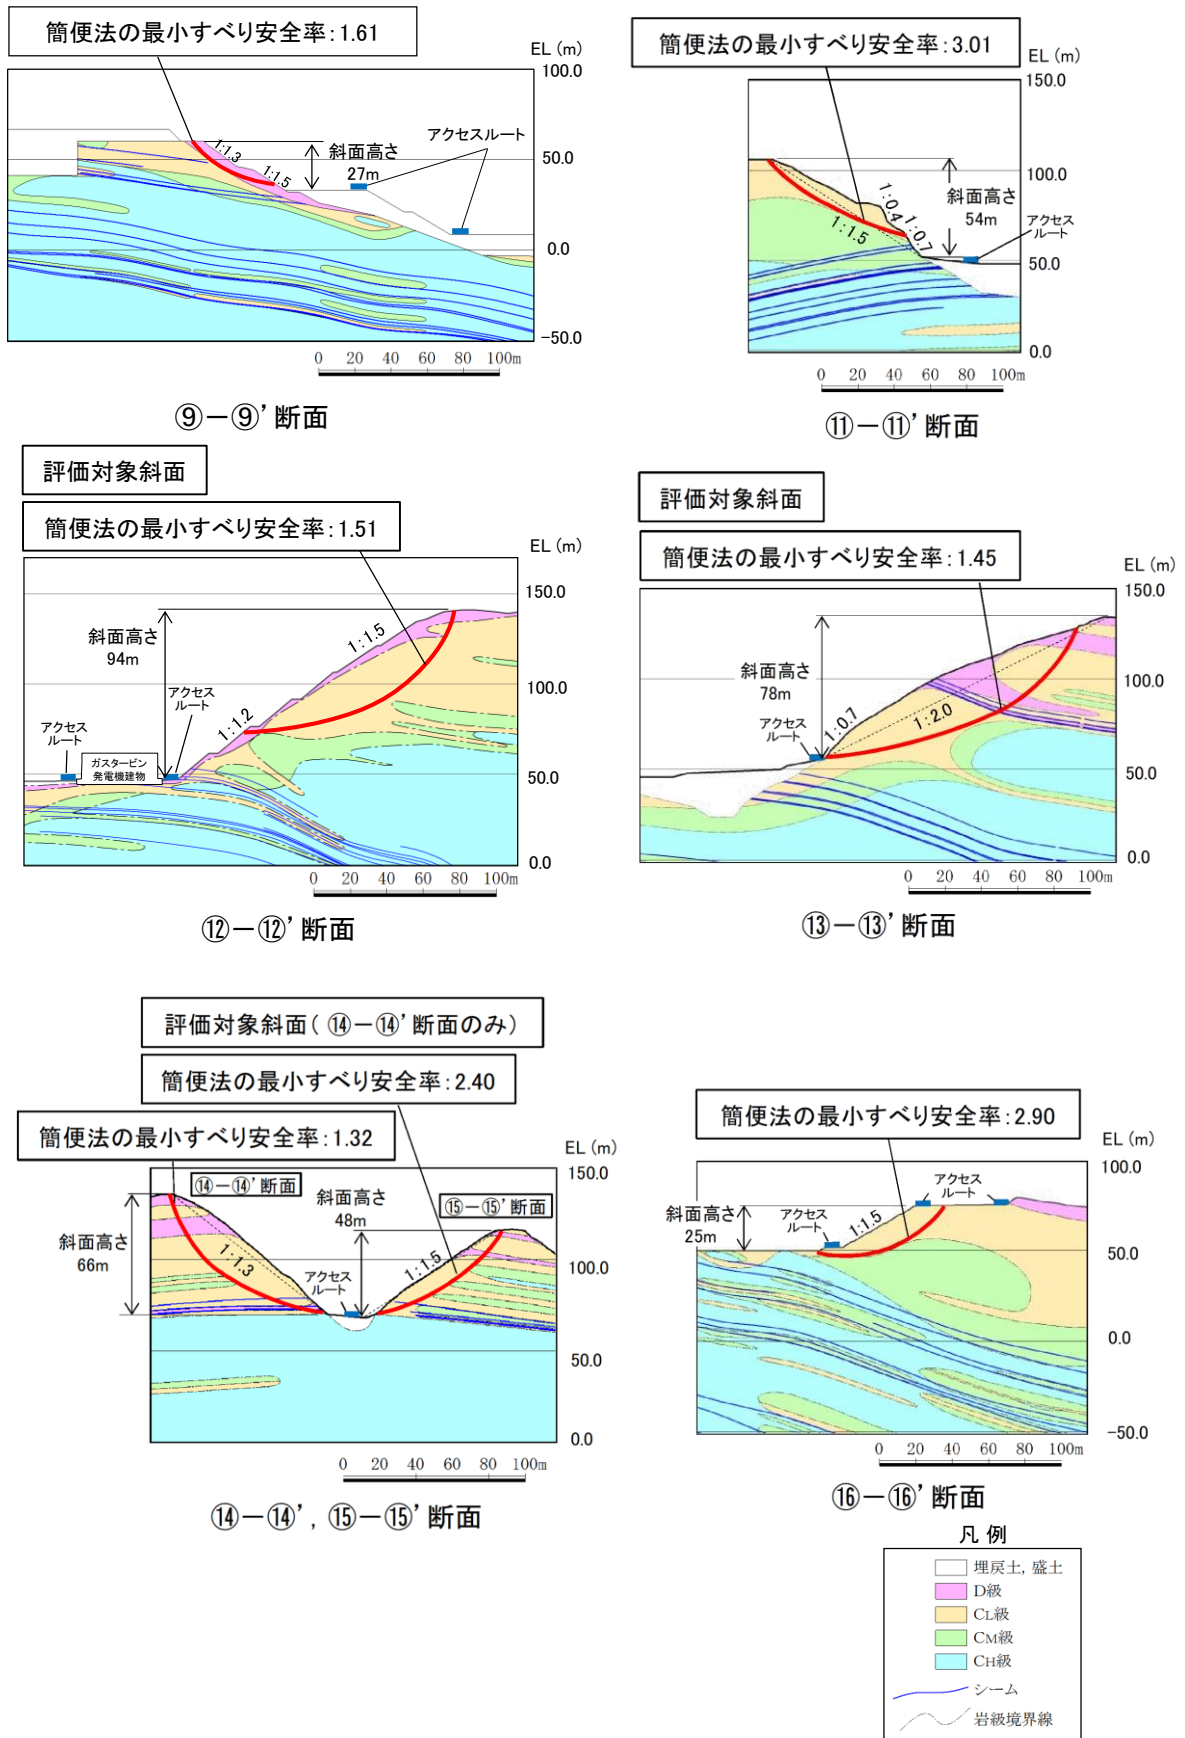 簡便法の最小すべり安全率：1.61
EL (m)
100.0
1:1.3
1:1.5
斜面高さ
27m
アクセスルート
50.0
0.0
-50.0
0 20 40 60 80 100m
⑨－⑨’断面
簡便法の最小すべり安全率：3.01
EL (m)
150.0
100.0
1:0.4
1:0.7
1:1.5
斜面高さ
54m
アクセス
ルート
50.0
0.0
0 20 40 60 80 100m
⑪－⑪’断面
評価対象斜面
簡便法の最小すべり安全率：1.51
EL (m)
150.0
斜面高さ
94m
1:1.5
1:1.2
アクセス
ルート
アクセス
ルート
ガスタービン
発電機建物
100.0
50.0
0.0
0 20 40 60 80 100m
⑫－⑫’断面
評価対象斜面
簡便法の最小すべり安全率：1.45
EL (m)
150.0
斜面高さ
78m
アクセス
ルート
1:0.7
1:2.0
100.0
50.0
0.0
0 20 40 60 80 100m
⑬－⑬’断面
評価対象斜面（⑭－⑭’断面のみ）
簡便法の最小すべり安全率：2.40
簡便法の最小すべり安全率：1.32
EL (m)
150.0
⑭－⑭’断面
斜面高さ
48m
⑮－⑮’断面
斜面高さ
66m
1:1.3
1:1.5
アクセス
ルート
100.0
50.0
0.0
0 20 40 60 80 100m
⑭－⑭’，⑮－⑮’断面
簡便法の最小すべり安全率：2.90
EL (m)
100.0
アクセス
ルート
アクセス
ルート
斜面高さ
25m
1:1.5
50.0
0.0
-50.0
0 20 40 60 80 100m
⑯－⑯’断面
凡 例
埋戻土，盛土
D級
CL級
CM級
CH級
シーム
岩級境界線